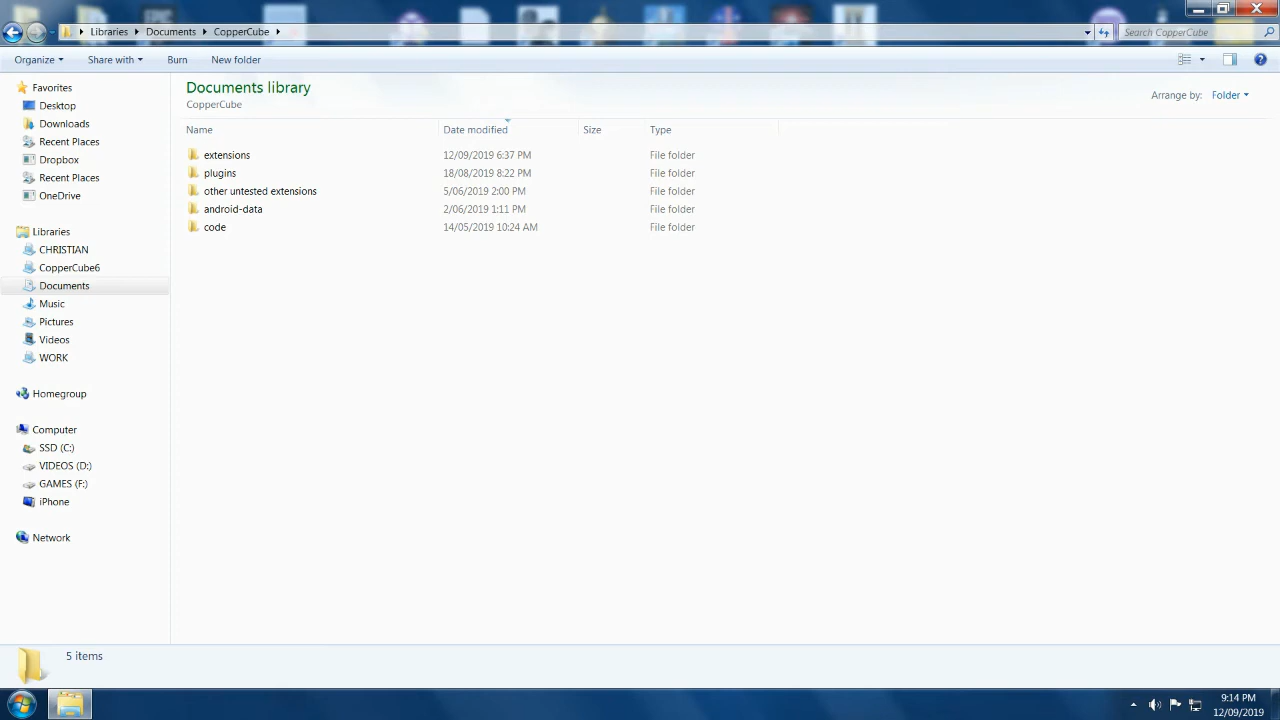 Libraries Documents CopperCube
Search CopperCube
Organize Share with Burn New folder
Favorites
Desktop
Downloads
Recent Places
Dropbox
Recent Places
OneDrive
Libraries
CHRISTIAN
CopperCube6
Documents
Music
Pictures
Videos
WORK
Homegroup
Computer
SSD (C:)
VIDEOS (D:)
GAMES (F:)
iPhone
Network
Documents library
CopperCube
Arrange by: Folder
Name Date modified Size Type
extensions 12/09/2019 6:37 PM File folder
plugins 18/08/2019 8:22 PM File folder
other untested extensions 5/06/2019 2:00 PM File folder
android-data 2/06/2019 1:11 PM File folder
code 14/05/2019 10:24 AM File folder
5 items
9:14 PM
12/09/2019